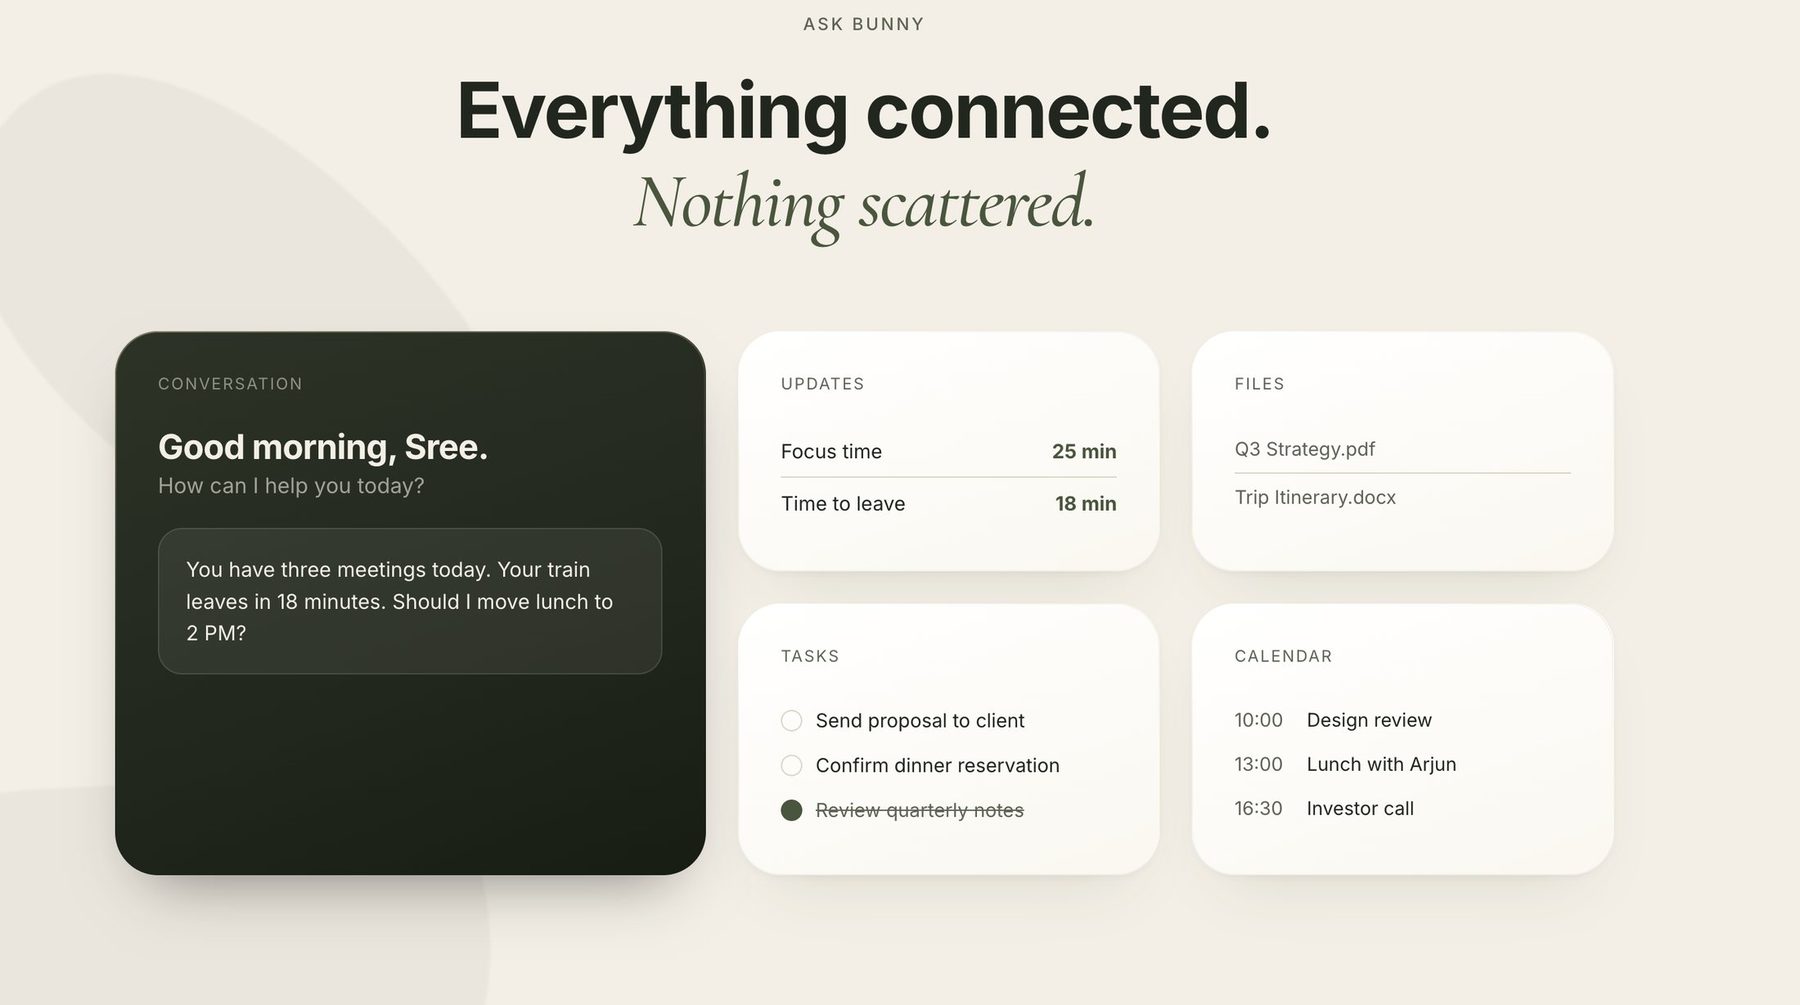 ASK BUNNY
Everything connected.
Nothing scattered.
CONVERSATION
Good morning, Sree.
How can I help you today?
You have three meetings today. Your train
leaves in 18 minutes. Should I move lunch to
2 PM?
UPDATES
Focus time 25 min
Time to leave 18 min
FILES
Q3 Strategy.pdf
Trip Itinerary.docx
TASKS
Send proposal to client
Confirm dinner reservation
Review quarterly notes
CALENDAR
10:00 Design review
13:00 Lunch with Arjun
16:30 Investor call